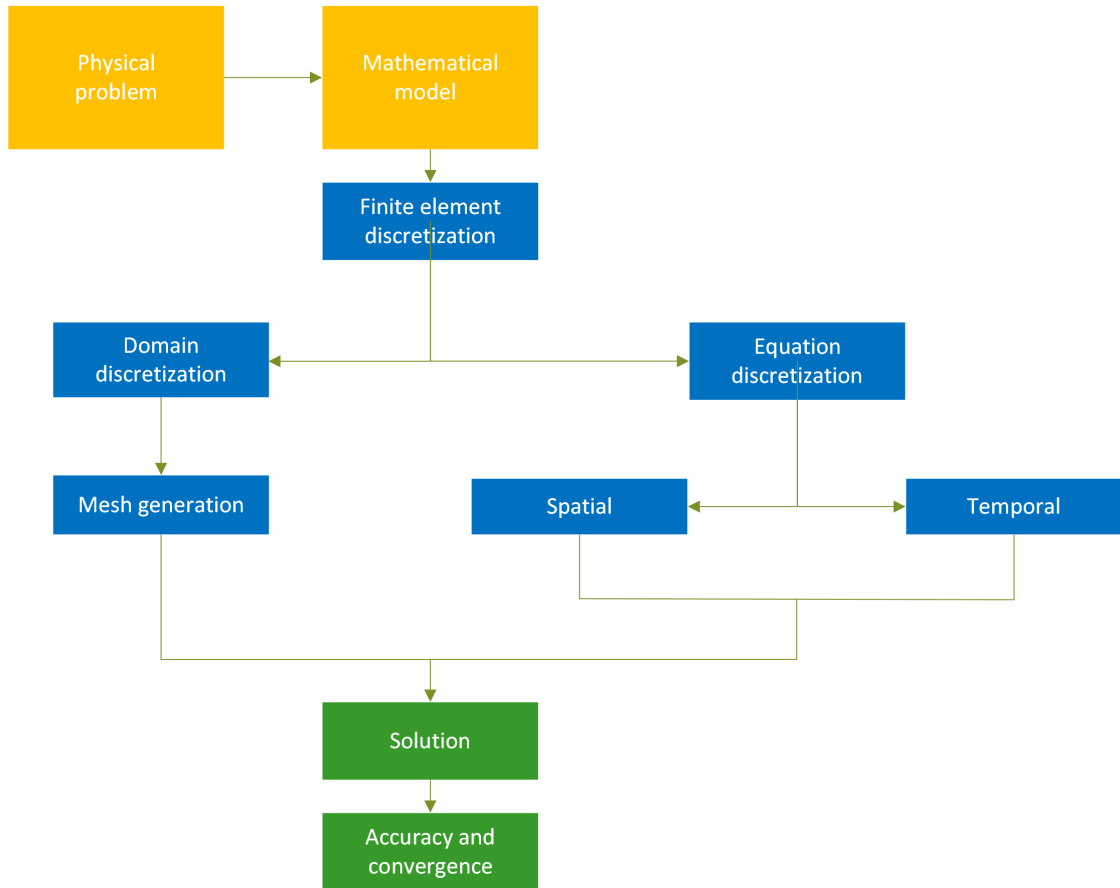 Physical
problem
Mathematical
model
Finite element
discretization
Domain
discretization
Equation
discretization
Mesh generation
Spatial
Temporal
Solution
Accuracy and
convergence